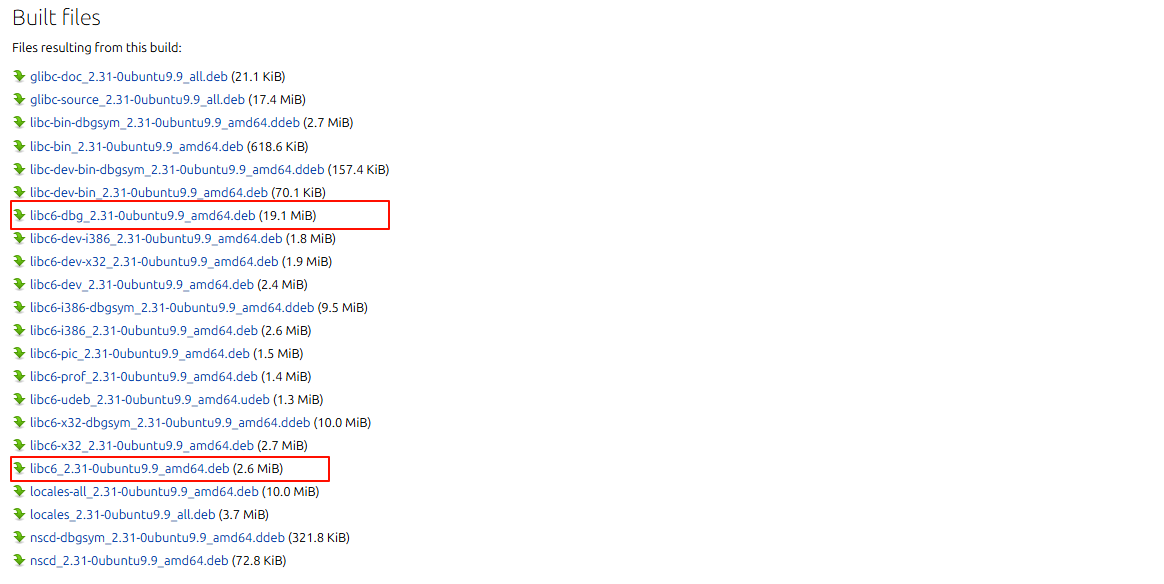 Built files
Files resulting from this build:
glibc-doc_2.31-0ubuntu9.9_all.deb (21.1 KiB)
glibc-source_2.31-0ubuntu9.9_all.deb (17.4 MiB)
libc-bin-dbgsym_2.31-0ubuntu9.9_amd64.ddeb (2.7 MiB)
libc-bin_2.31-0ubuntu9.9_amd64.deb (618.6 KiB)
libc-dev-bin-dbgsym_2.31-0ubuntu9.9_amd64.ddeb (157.4 KiB)
libc-dev-bin_2.31-0ubuntu9.9_amd64.deb (70.1 KiB)
libc6-dbg_2.31-0ubuntu9.9_amd64.deb (19.1 MiB)
libc6-dev-i386_2.31-0ubuntu9.9_amd64.deb (1.8 MiB)
libc6-dev-x32_2.31-0ubuntu9.9_amd64.deb (1.9 MiB)
libc6-dev_2.31-0ubuntu9.9_amd64.deb (2.4 MiB)
libc6-i386-dbgsym_2.31-0ubuntu9.9_amd64.ddeb (9.5 MiB)
libc6-i386_2.31-0ubuntu9.9_amd64.deb (2.6 MiB)
libc6-pic_2.31-0ubuntu9.9_amd64.deb (1.5 MiB)
libc6-prof_2.31-0ubuntu9.9_amd64.deb (1.4 MiB)
libc6-udeb_2.31-0ubuntu9.9_amd64.udeb (1.3 MiB)
libc6-x32-dbgsym_2.31-0ubuntu9.9_amd64.ddeb (10.0 MiB)
libc6-x32_2.31-0ubuntu9.9_amd64.deb (2.7 MiB)
libc6_2.31-0ubuntu9.9_amd64.deb (2.6 MiB)
locales-all_2.31-0ubuntu9.9_amd64.deb (10.0 MiB)
locales_2.31-0ubuntu9.9_all.deb (3.7 MiB)
nscd-dbgsym_2.31-0ubuntu9.9_amd64.ddeb (321.8 KiB)
nscd_2.31-0ubuntu9.9_amd64.deb (72.8 KiB)